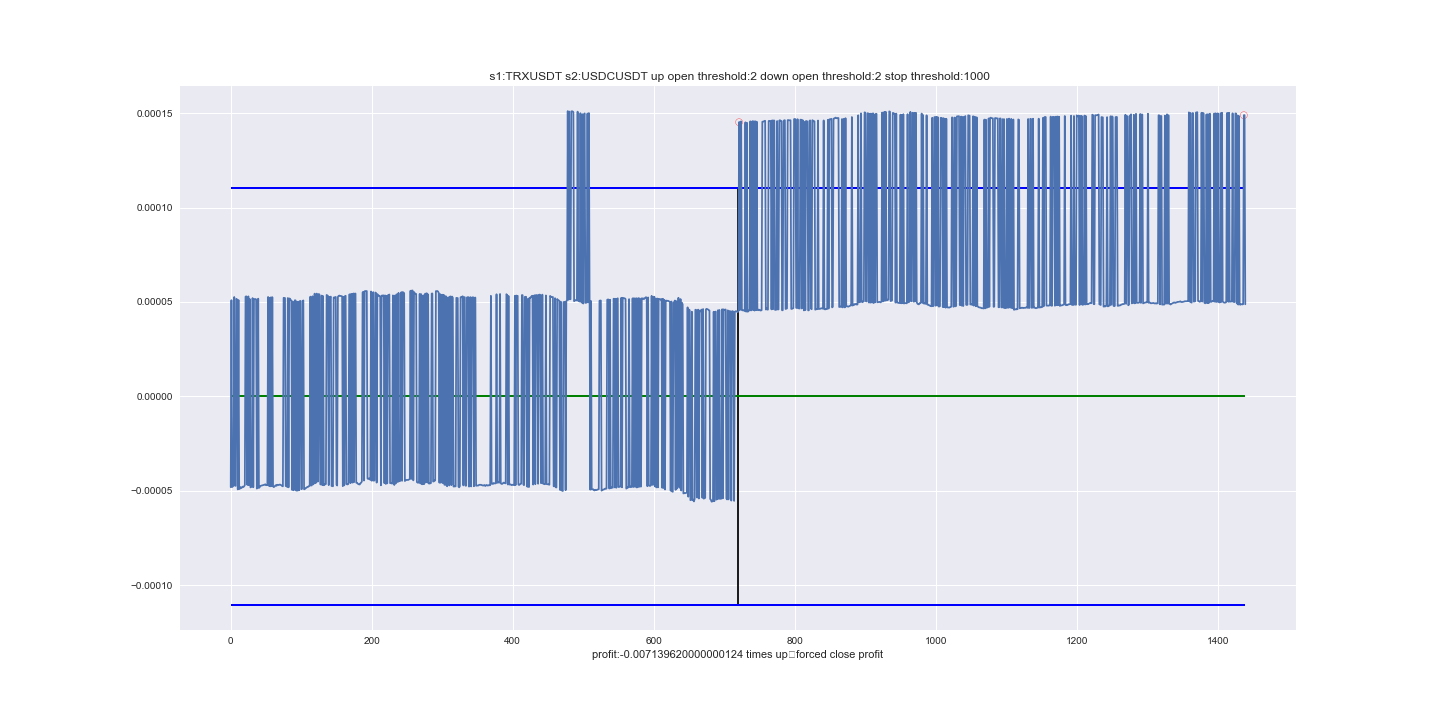 s1:TRXUSDT s2:USDCUSDT up open threshold:2 down open threshold:2 stop threshold:1000
0.00015
0.00010
0.00005
0.00000
−0.00005
−0.00010
0 200 400 600 800 1000 1200 1400
profit:-0.007139620000000124 times up□forced close profit